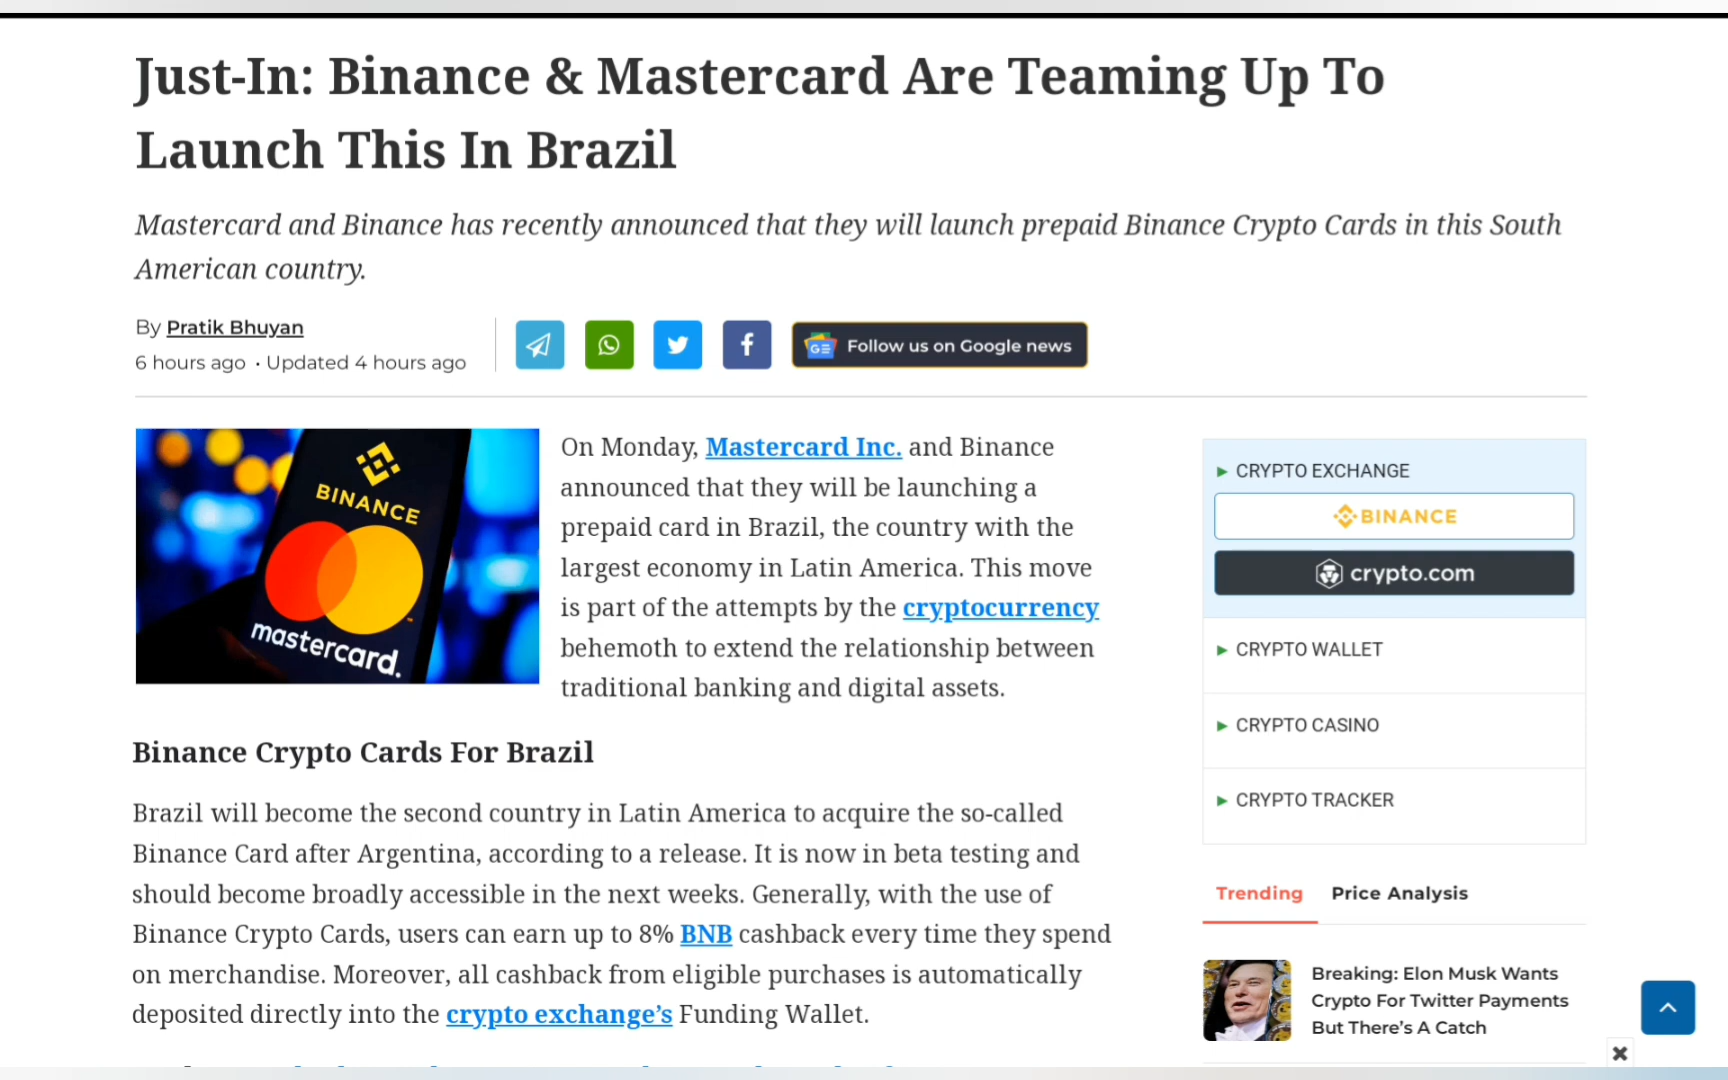 Just-In: Binance & Mastercard Are Teaming Up To
Launch This In Brazil
Mastercard and Binance has recently announced that they will launch prepaid Binance Crypto Cards in this South
American country.
By Pratik Bhuyan
6 hours ago · Updated 4 hours ago
Follow us on Google news
BINANCE
mastercard.
On Monday, Mastercard Inc. and Binance
announced that they will be launching a
prepaid card in Brazil, the country with the
largest economy in Latin America. This move
is part of the attempts by the cryptocurrency
behemoth to extend the relationship between
traditional banking and digital assets.
Binance Crypto Cards For Brazil
Brazil will become the second country in Latin America to acquire the so-called
Binance Card after Argentina, according to a release. It is now in beta testing and
should become broadly accessible in the next weeks. Generally, with the use of
Binance Crypto Cards, users can earn up to 8% BNB cashback every time they spend
on merchandise. Moreover, all cashback from eligible purchases is automatically
deposited directly into the crypto exchange’s Funding Wallet.
CRYPTO EXCHANGE
BINANCE
crypto.com
CRYPTO WALLET
CRYPTO CASINO
CRYPTO TRACKER
Trending Price Analysis
Breaking: Elon Musk Wants
Crypto For Twitter Payments
But There’s A Catch